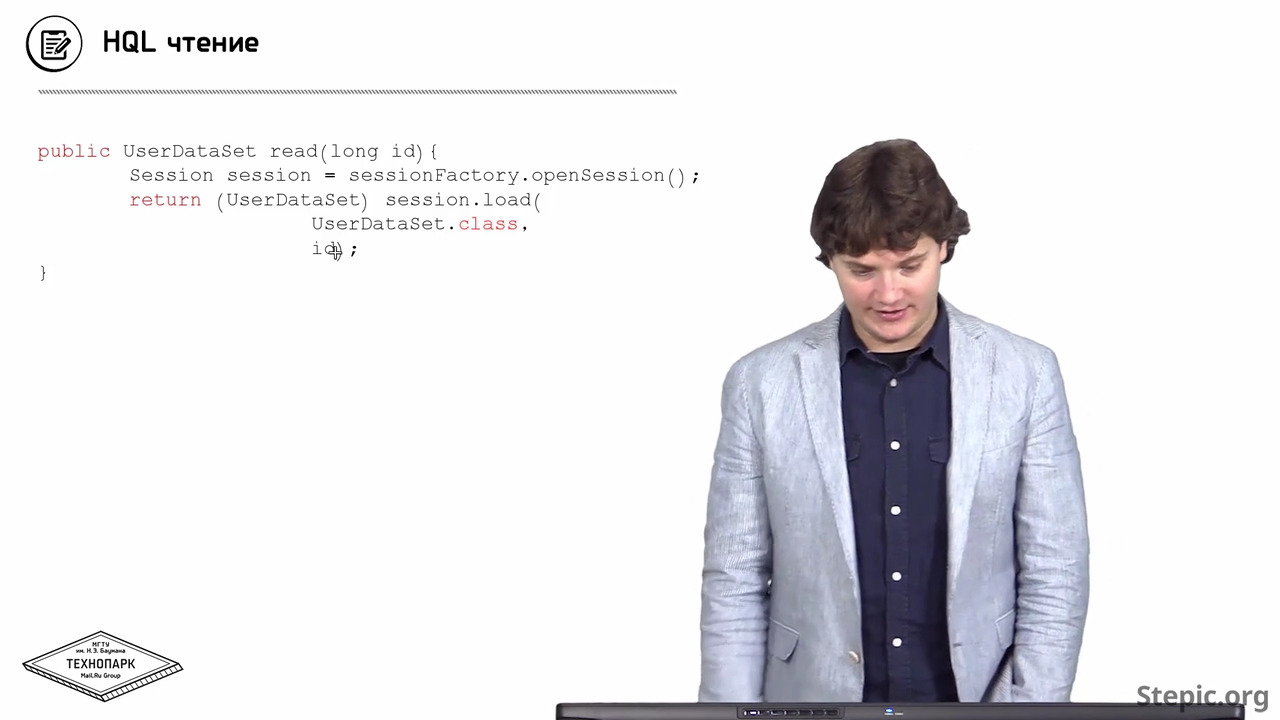 HQL чтение
public UserDataSet read(long id){
Session session = sessionFactory.openSession();
return (UserDataSet) session.load(
UserDataSet.class,
id);
}
МГТУ
им. Н.Э. Баумана
ТЕХНОПАРК
Mail.Ru Group
Stepic.org